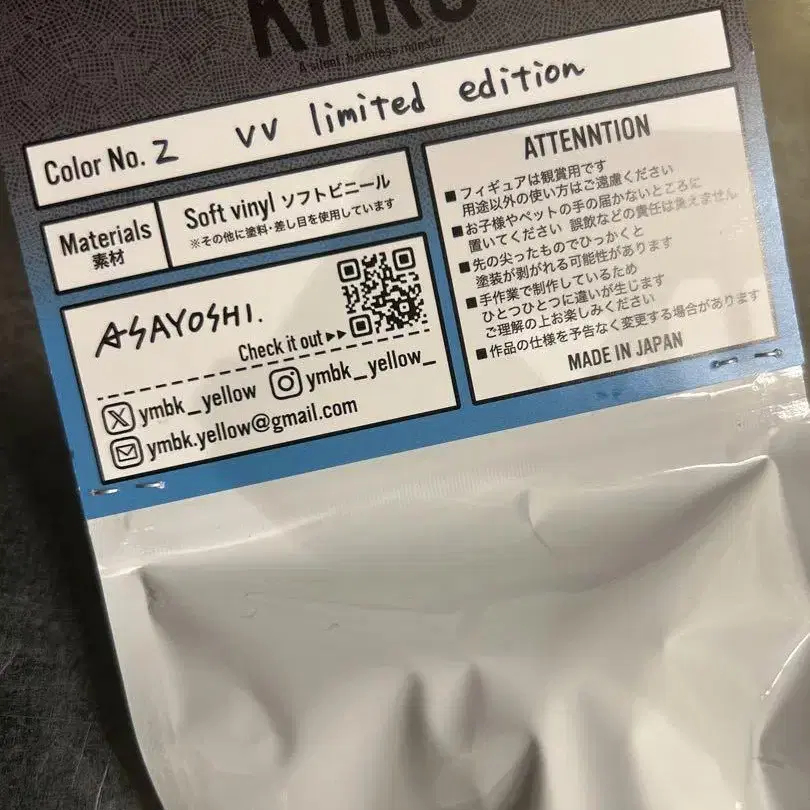 A silent, harmless monster.
Color No. 2 VV limited edition
Materials
素材
Soft vinyl ソフトビニール
※その他に塗料・差し目を使用しています
ASAYOSHI.
Check it out▶▶
ymbk_yellow
ymbk_yellow_
ymbk.yellow@gmail.com
ATTENNTION
■フィギュアは観賞用です
用途以外の使い方はご遠慮ください
■お子様やペットの手の届かないところに
置いてください 誤飲などの責任は負えません
■先の尖ったものでひっかくと
塗装が剥がれる可能性があります
■手作業で制作しているため
ひとつひとつに違いが生じます
ご理解の上お楽しみください
■作品の仕様を予告なく変更する場合があります
MADE IN JAPAN